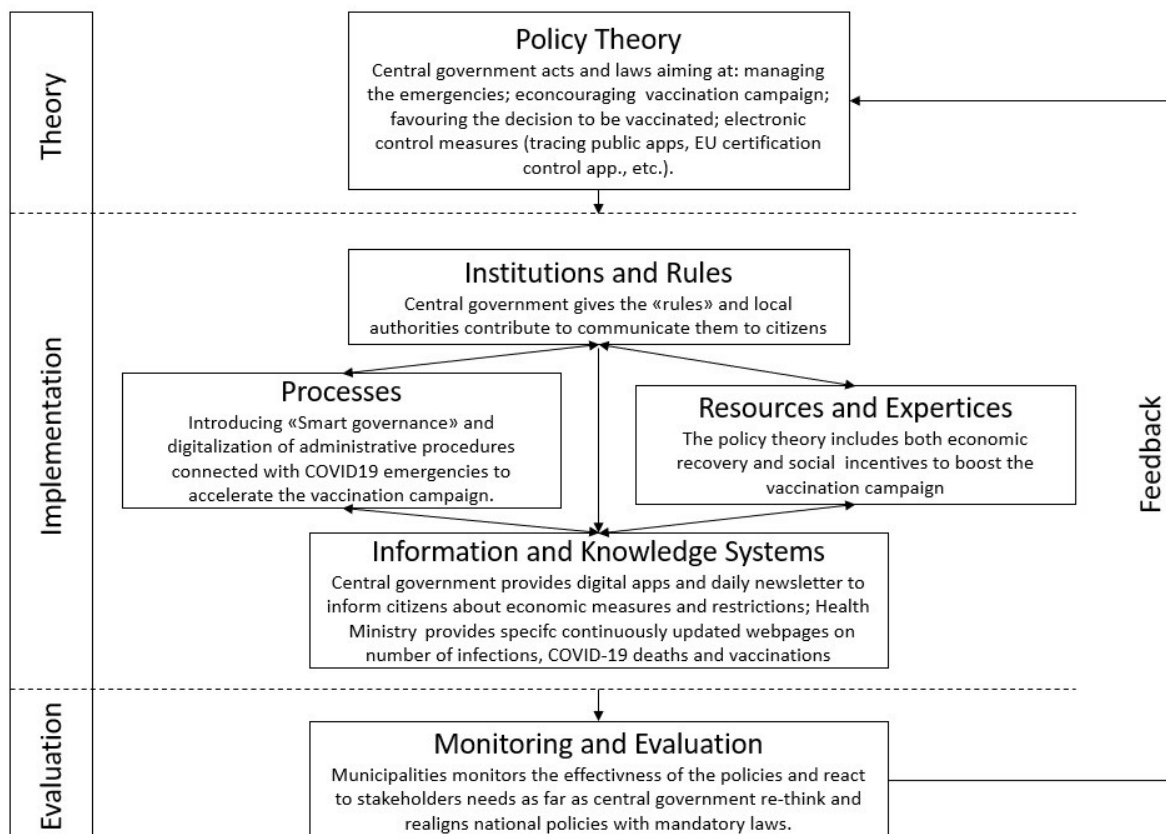 Theory
Policy Theory
Central government acts and laws aiming at: managing
the emergencies; econcouraging vaccination campaign;
favouring the decision to be vaccinated; electronic
control measures (tracing public apps, EU certification
control app., etc.).
Implementation
Institutions and Rules
Central government gives the «rules» and local
authorities contribute to communicate them to citizens
Processes
Introducing «Smart governance» and
digitalization of administrative procedures
connected with COVID19 emergencies to
accelerate the vaccination campaign.
Resources and Expertices
The policy theory includes both economic
recovery and social incentives to boost the
vaccination campaign
Information and Knowledge Systems
Central government provides digital apps and daily newsletter to
inform citizens about economic measures and restrictions; Health
Ministry provides specifc continuously updated webpages on
number of infections, COVID-19 deaths and vaccinations
Evaluation
Monitoring and Evaluation
Municipalities monitors the effectivness of the policies and react
to stakeholders needs as far as central government re-think and
realigns national policies with mandatory laws.
Feedback